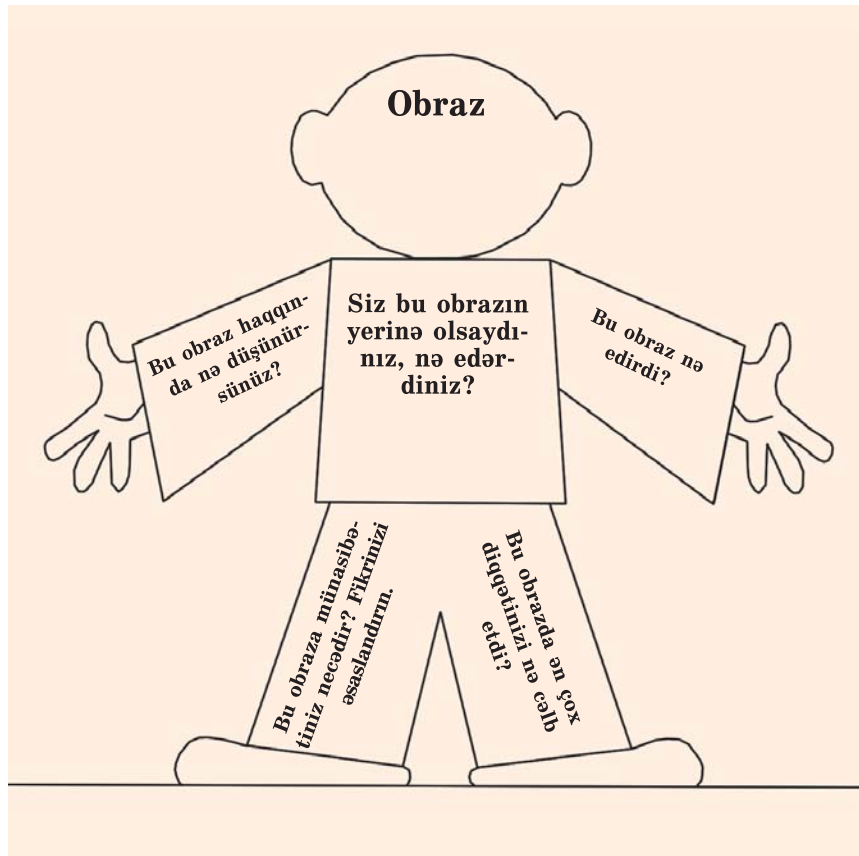 Obraz
Bu obraz haqqın-
da nə düşünür-
sünüz?
Siz bu obrazın
yerinə olsaydı-
nız, nə edər-
diniz?
Bu obraz nə
edirdi?
Bu obraza münasibə-
tiniz necədir? Fikrinizi
əsaslandırın.
Bu obrazda ən çox
diqqətinizi nə cəlb
etdi?